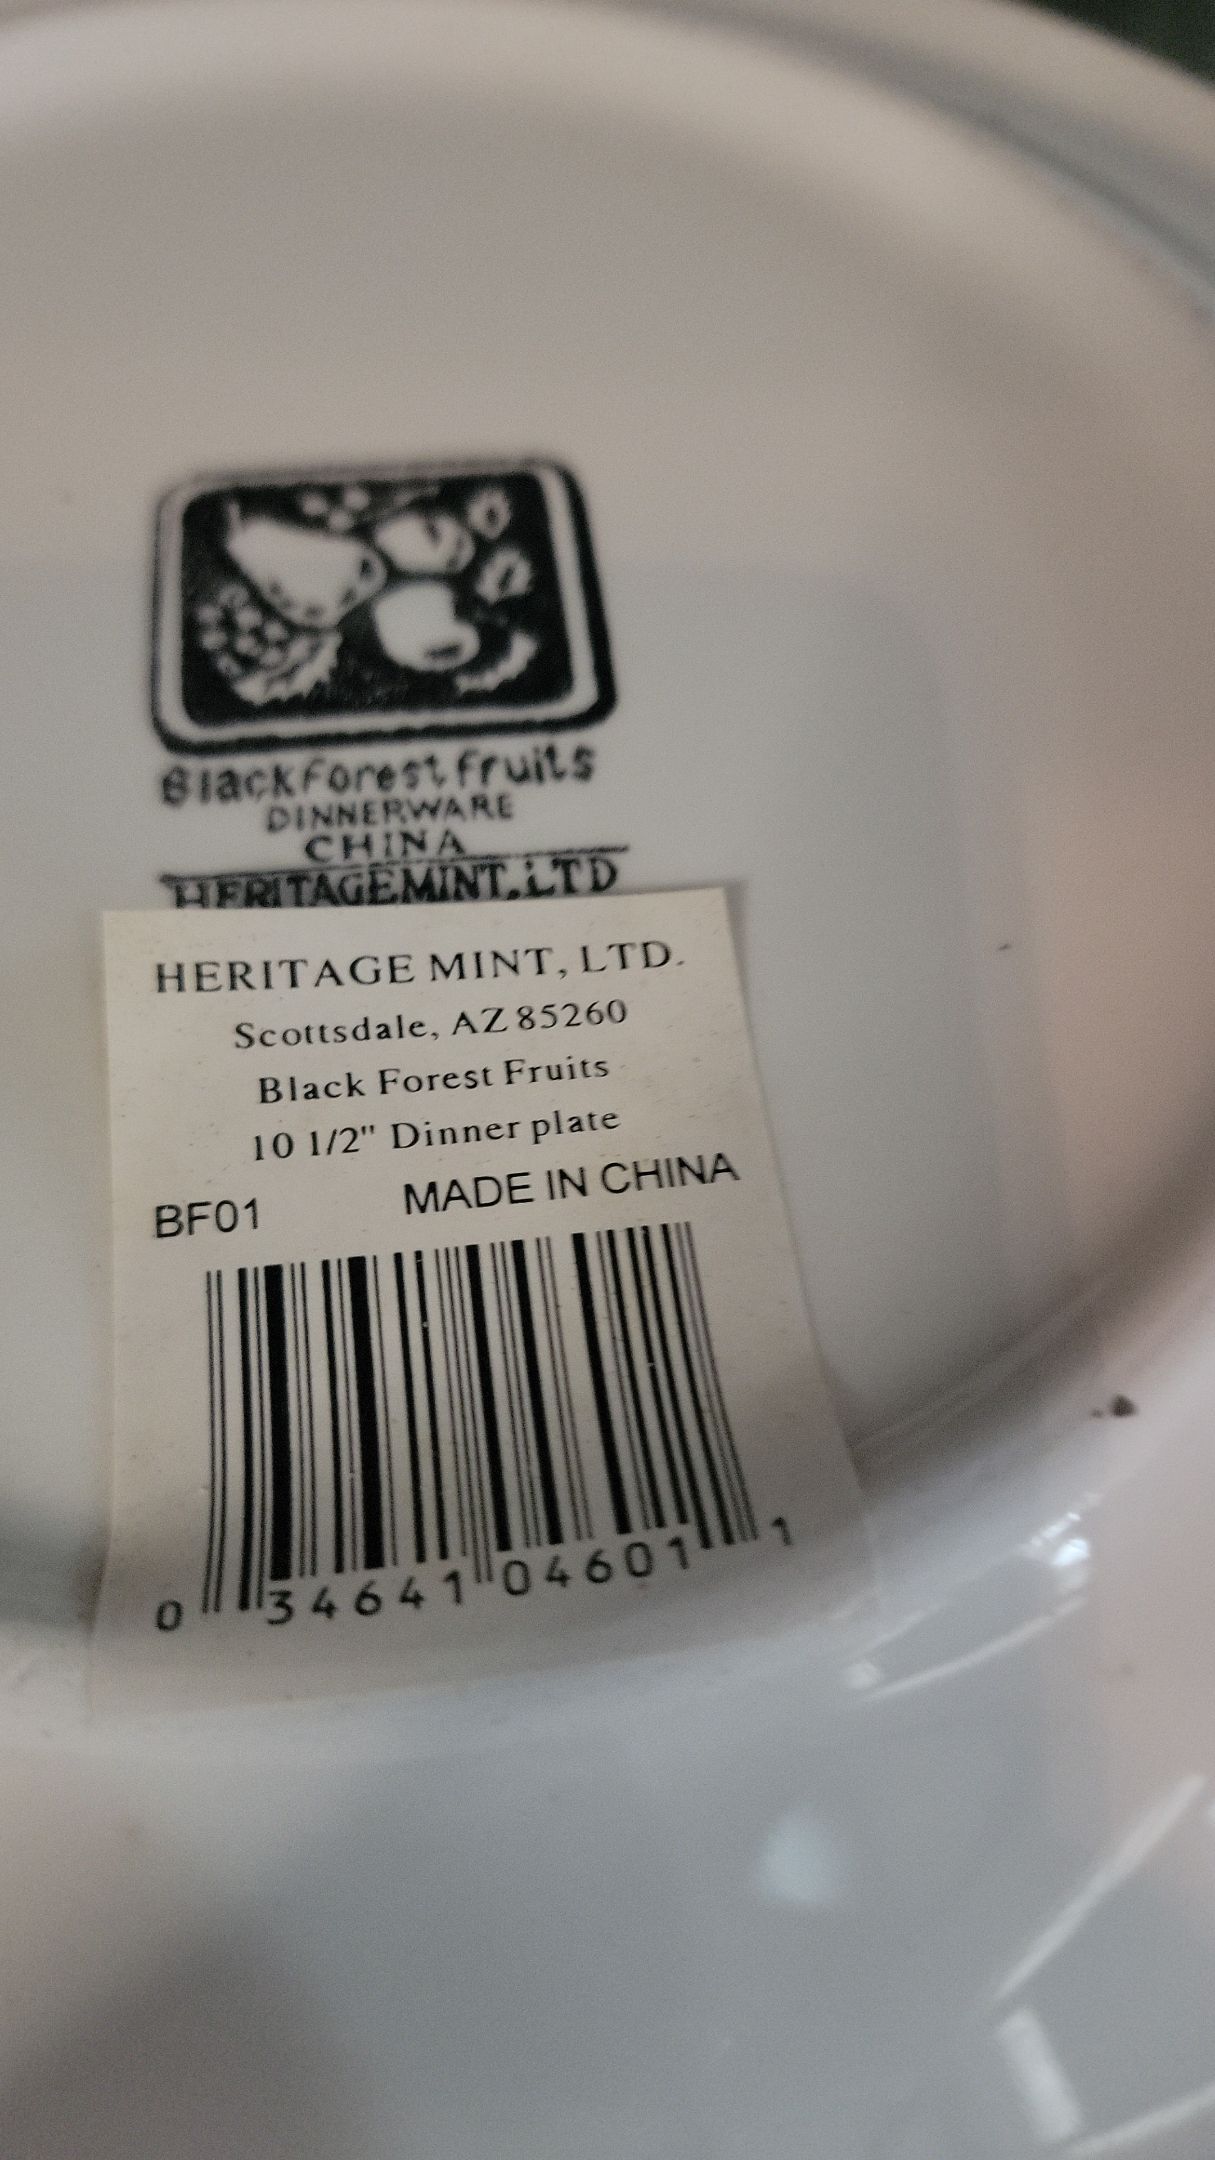 Black Forest Fruits
DINNERWARE
CHINA
HERITAGE MINT, LTD
HERITAGE MINT, LTD.
Scottsdale, AZ 85260
Black Forest Fruits
10 1/2" Dinner plate
BF01 MADE IN CHINA
0 34641 04601 1